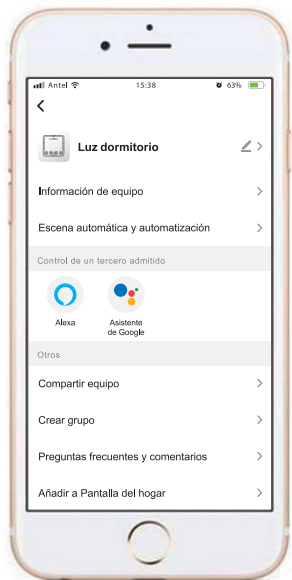 Antel 15:38 63%
Luz dormitorio
Información de equipo
Escena automática y automatización
Control de un tercero admitido
Alexa
Asistente
de Google
Otros
Compartir equipo
Crear grupo
Preguntas frecuentes y comentarios
Añadir a Pantalla del hogar